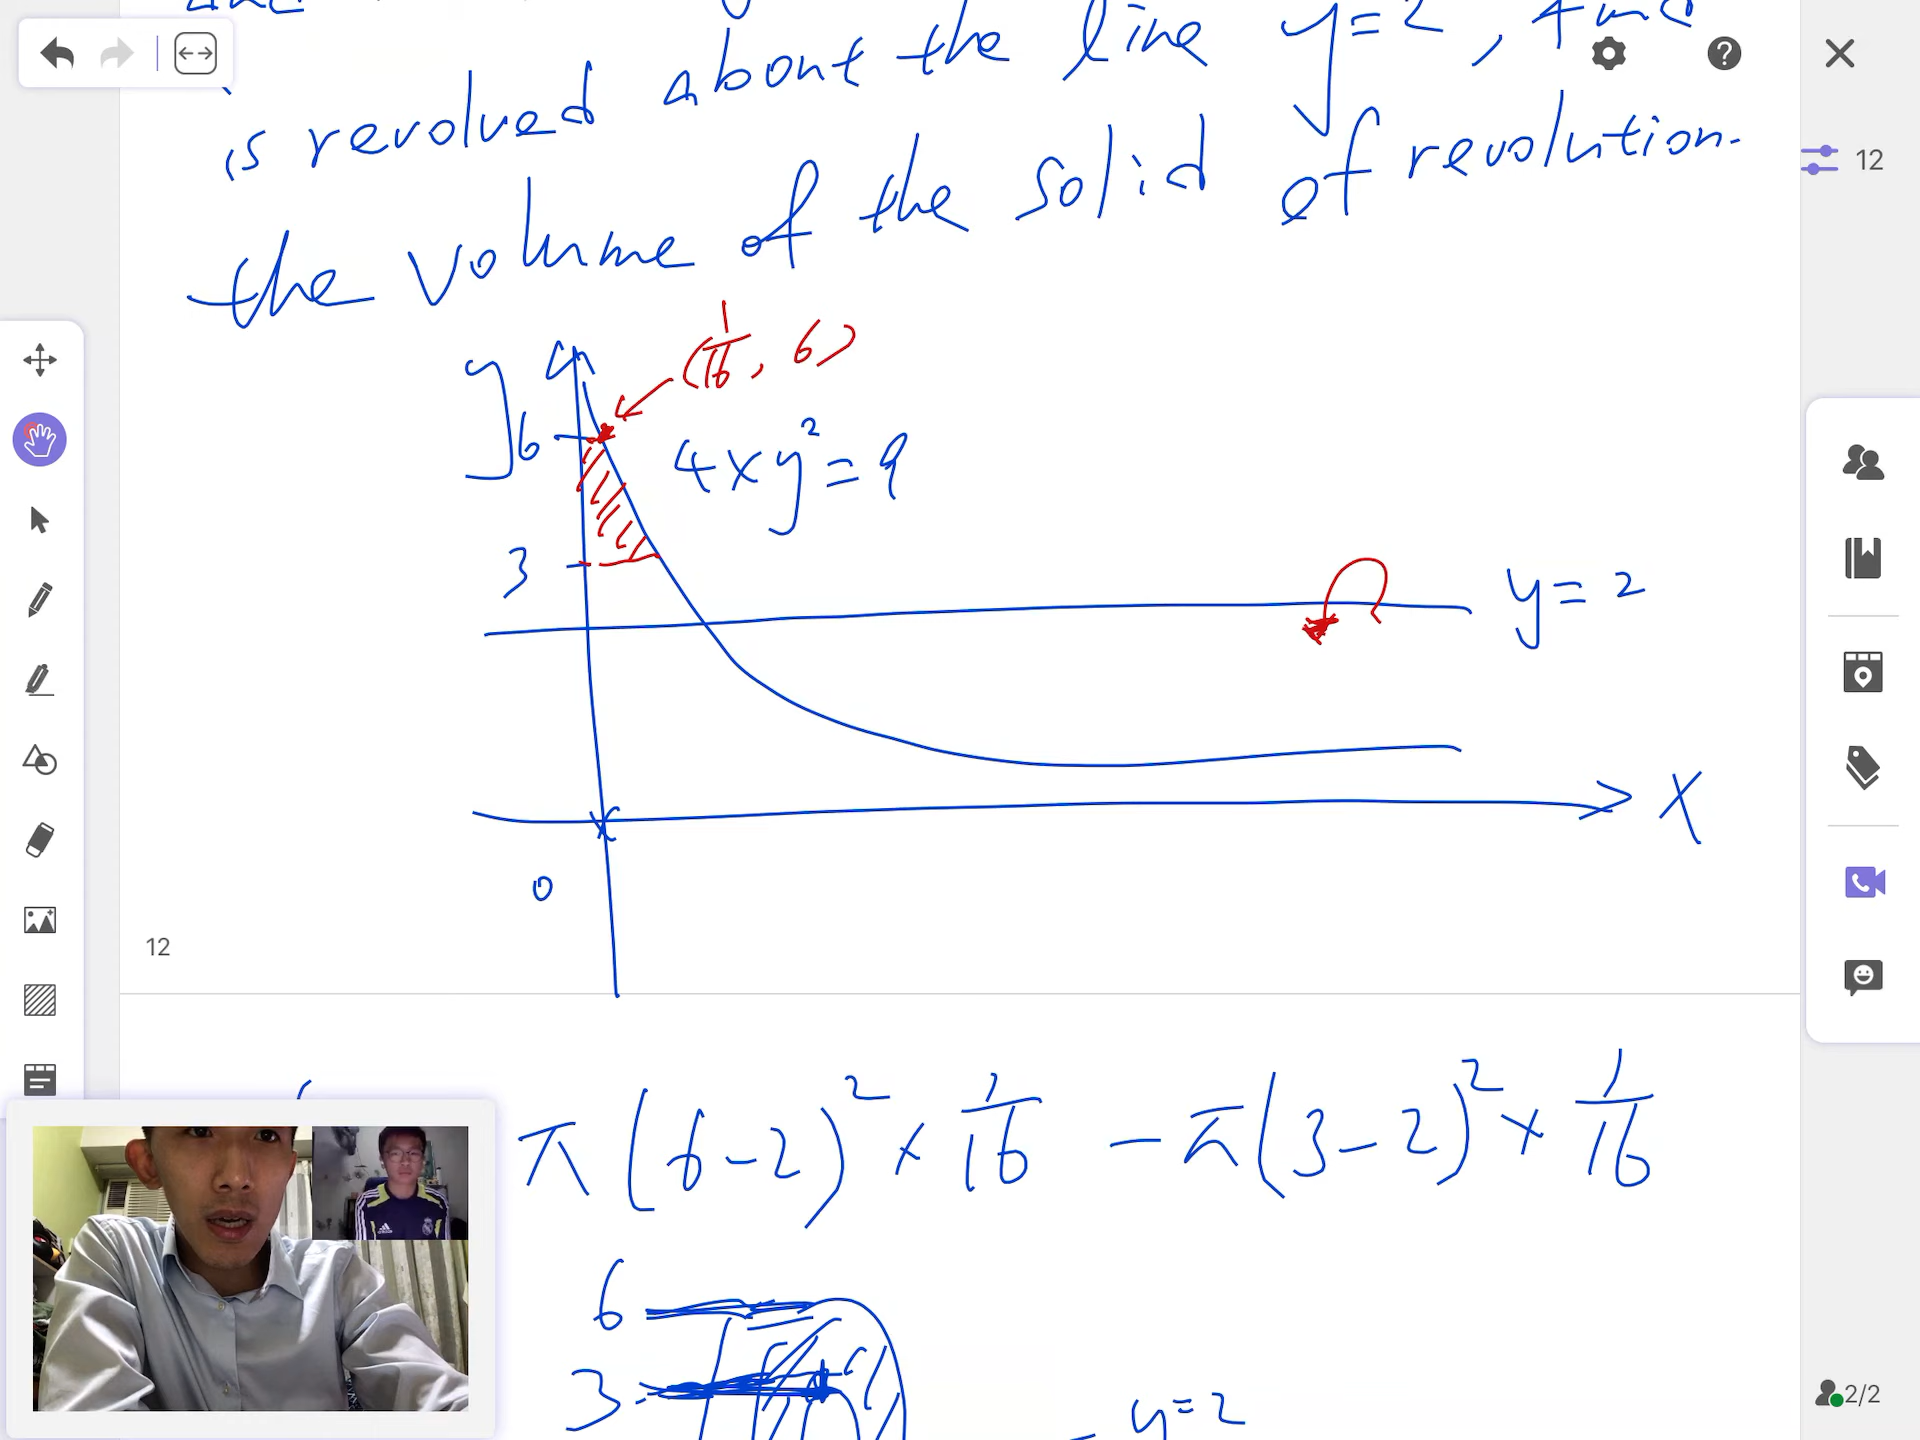 about the line y=2, find
is revolved
the volume of the solid of revolution.
12
y
(1/16, 6)
6
4xy²=9
3
y=2
x
0
12
π(6-2)² × 1/16 - π(3-2)² × 1/16
6
3
y=2
2/2
adidas